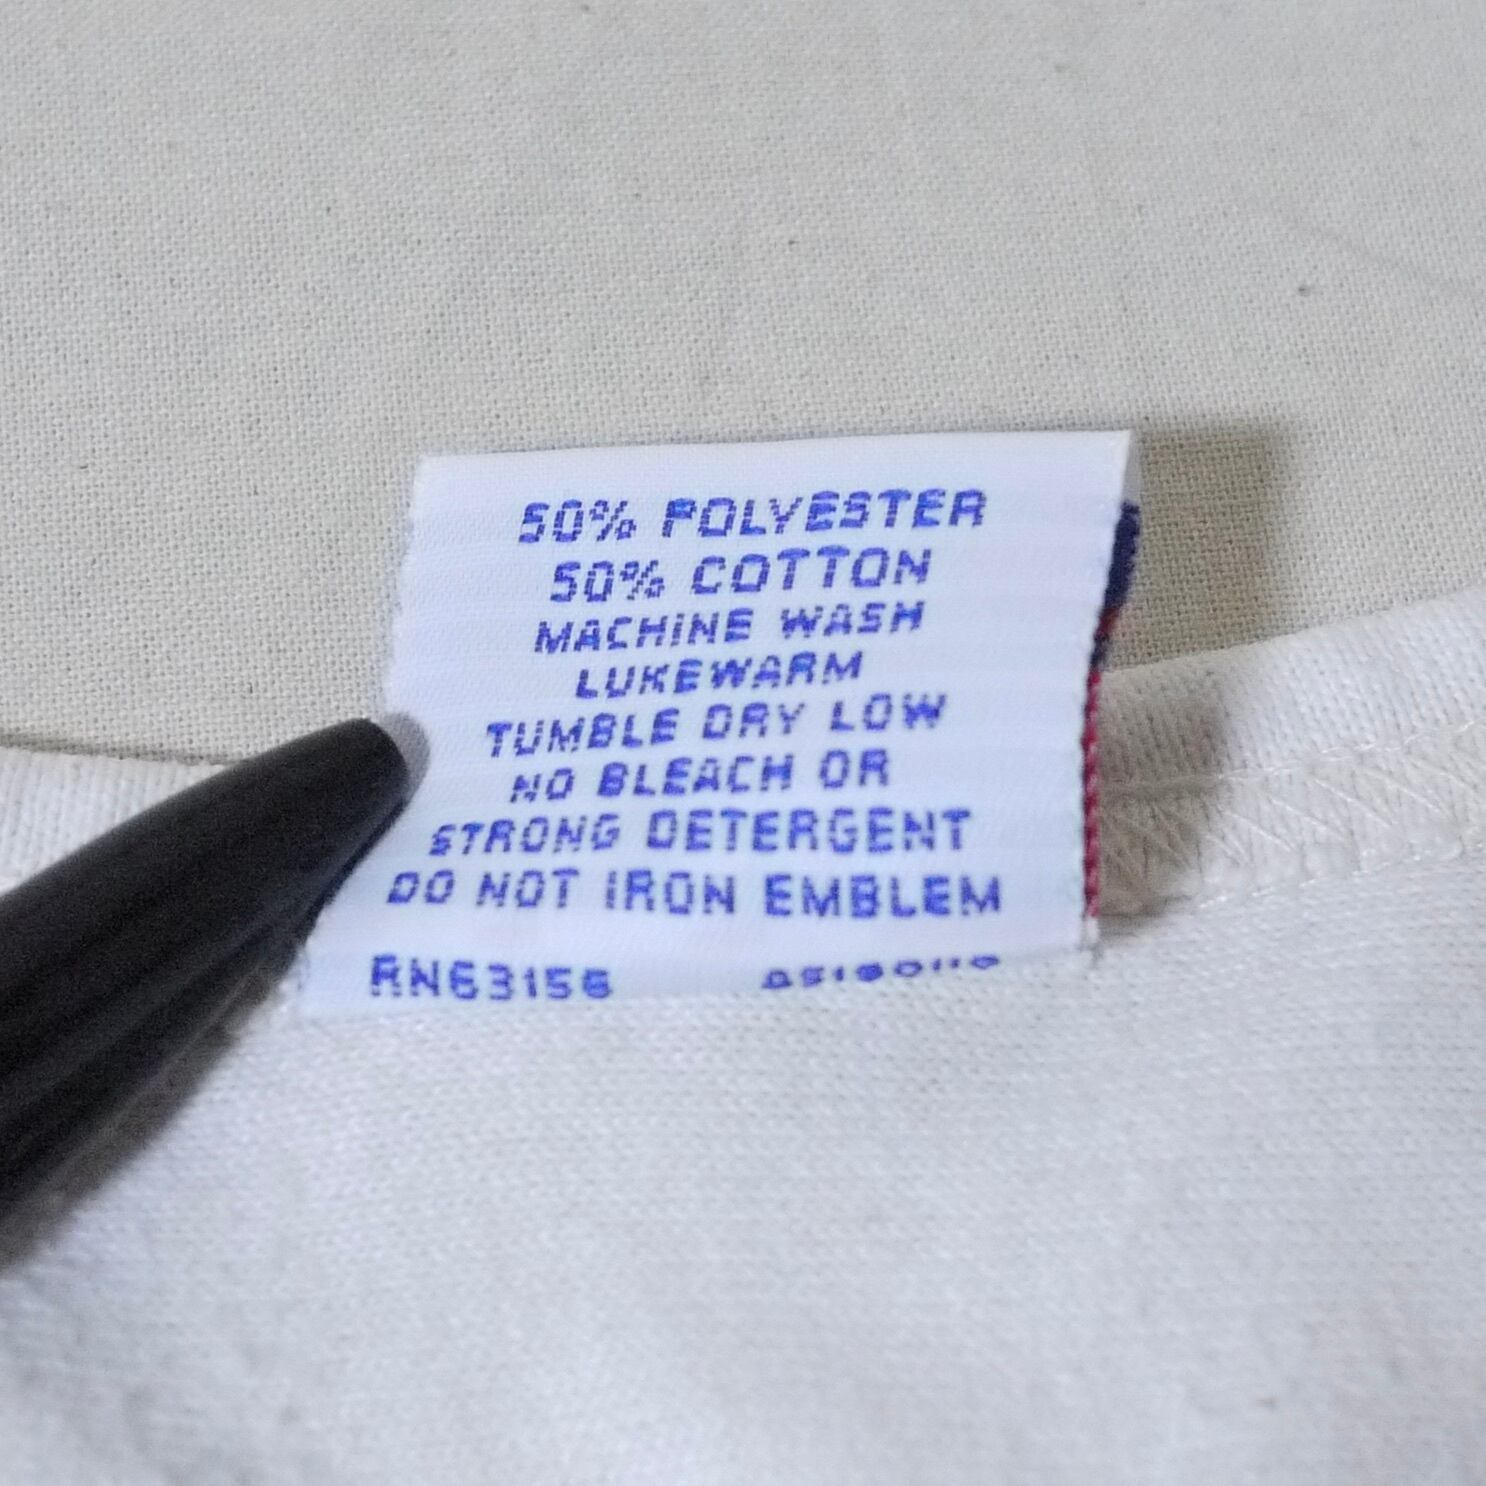 50% POLYESTER
50% COTTON
MACHINE WASH
LUKEWARM
TUMBLE DRY LOW
NO BLEACH OR
STRONG DETERGENT
DO NOT IRON EMBLEM
RN63156